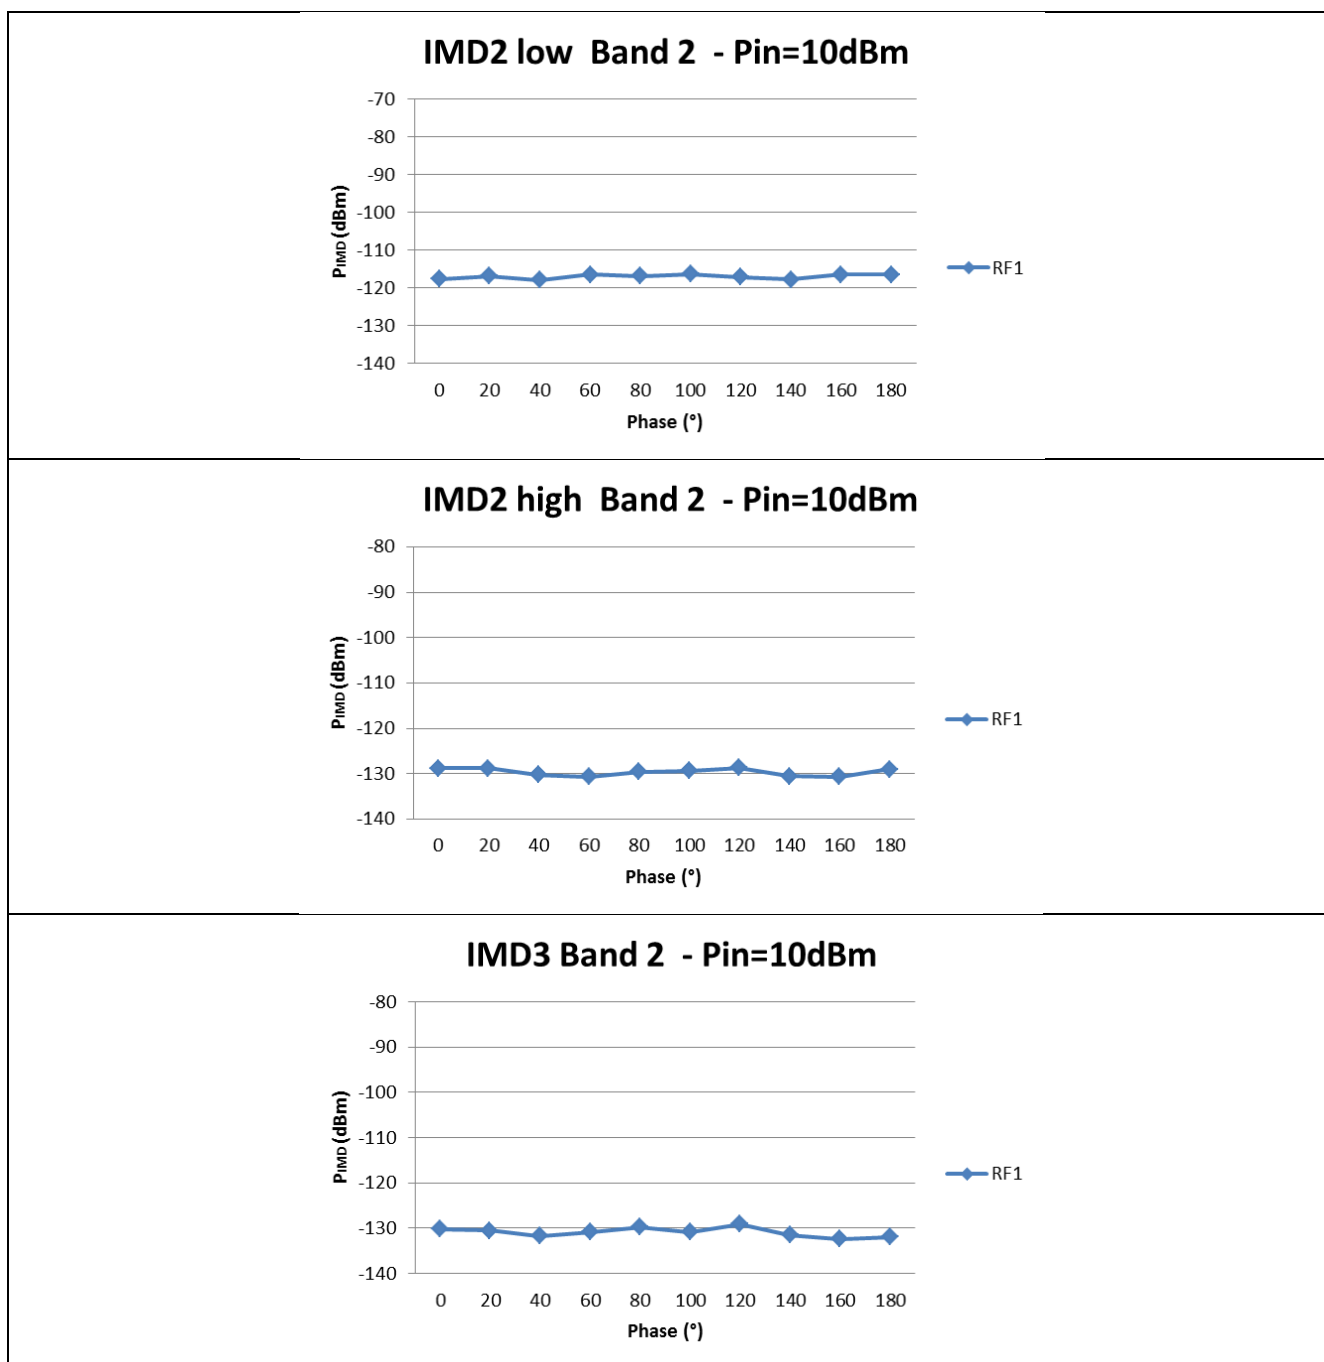 IMD2 low  Band 2  - Pin=10dBm
-70
-80
-90
-100
-110
-120
-130
-140
PIMD (dBm)
0 20 40 60 80 100 120 140 160 180
Phase (°)
RF1
IMD2 high  Band 2  - Pin=10dBm
-80
-90
-100
-110
-120
-130
-140
PIMD (dBm)
0 20 40 60 80 100 120 140 160 180
Phase (°)
RF1
IMD3 Band 2  - Pin=10dBm
-80
-90
-100
-110
-120
-130
-140
PIMD (dBm)
0 20 40 60 80 100 120 140 160 180
Phase (°)
RF1